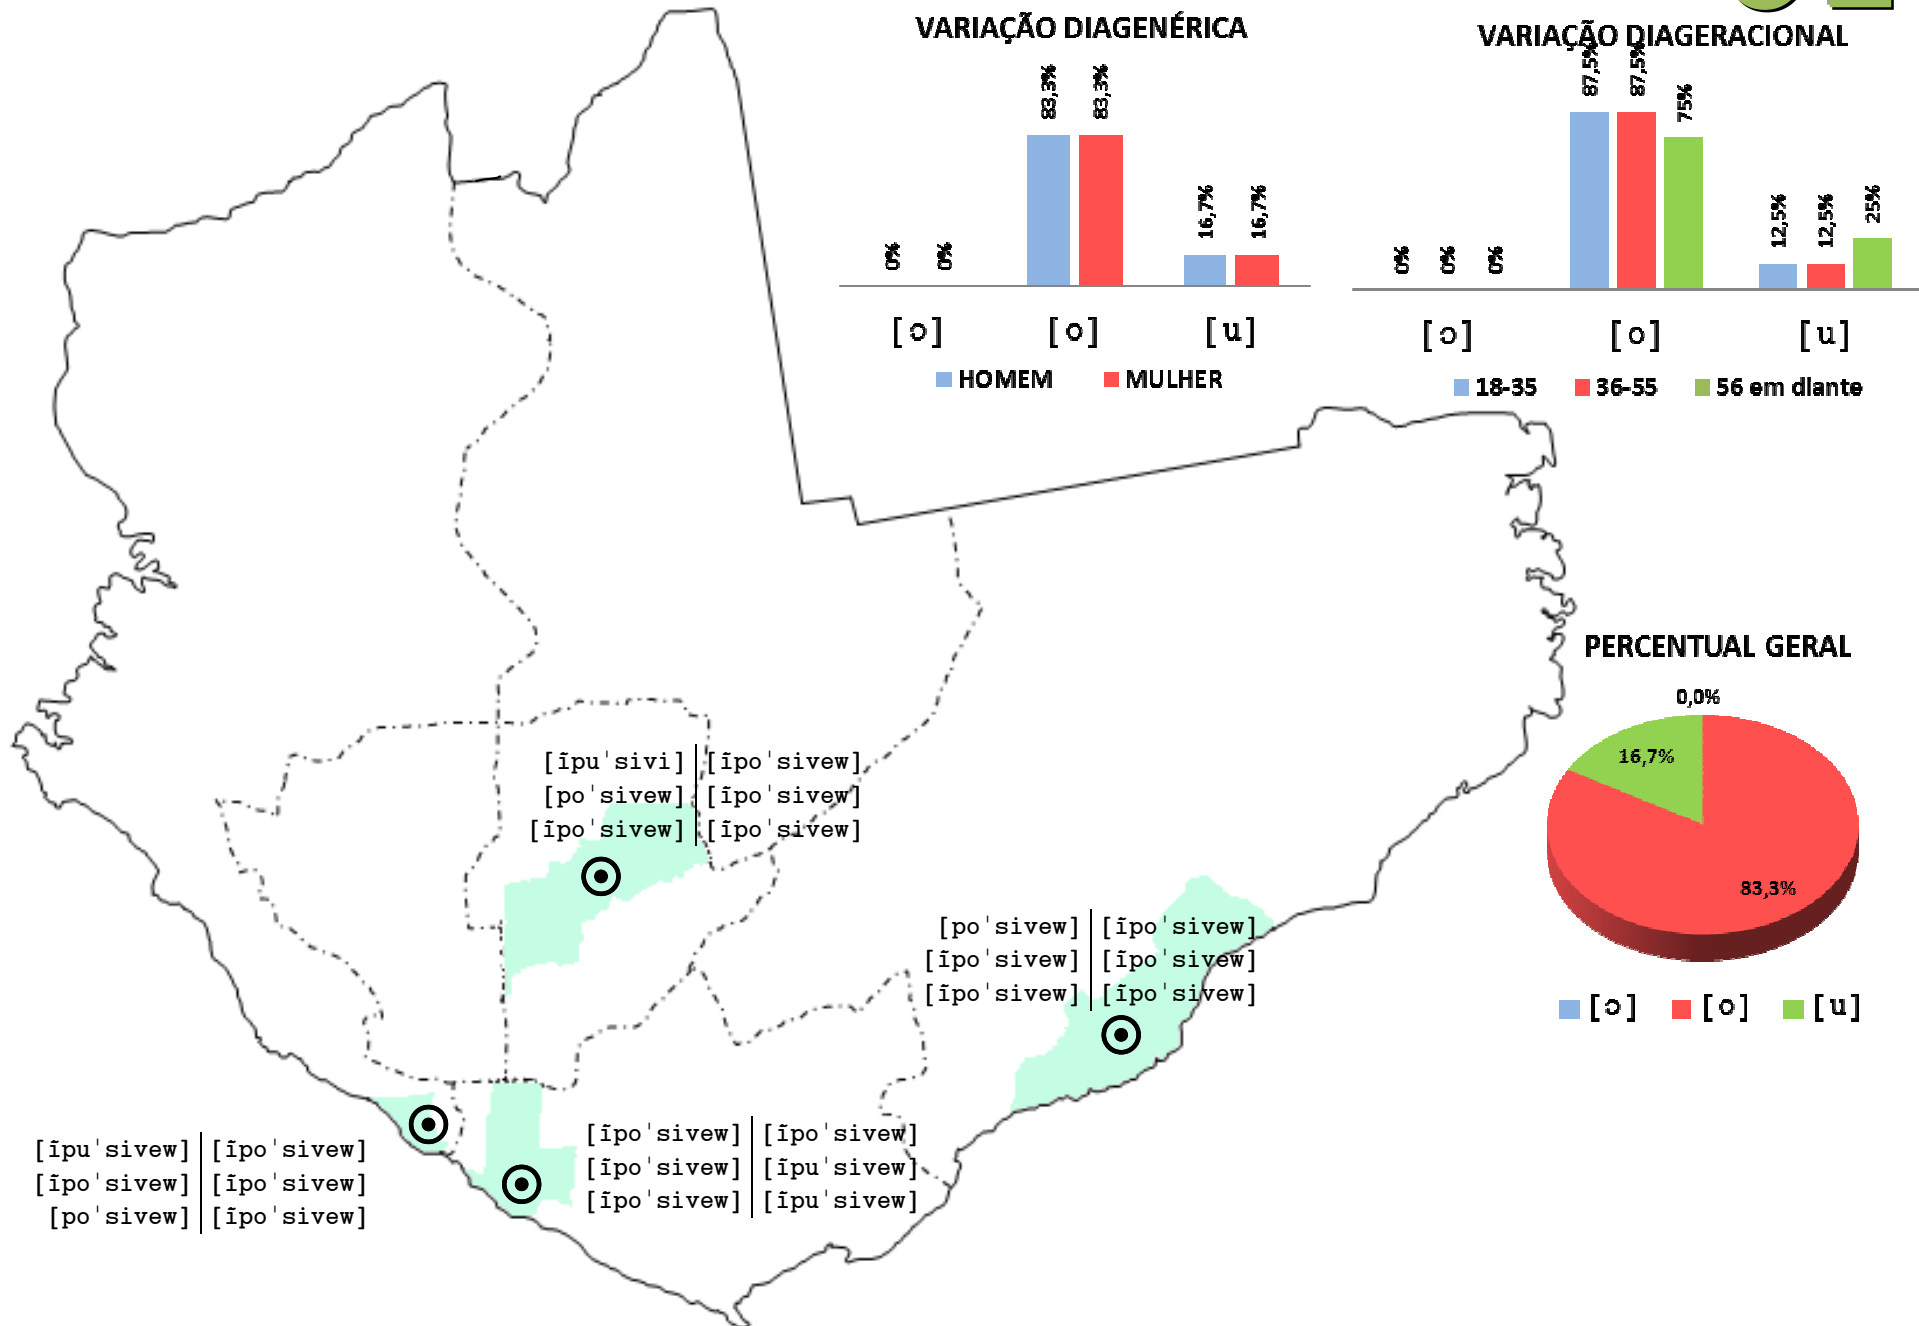 VARIAÇÃO DIAGENÉRICA
83,3%
83,3%
16,7%
16,7%
0%
0%
[ɔ] [o] [u]
HOMEM MULHER
VARIAÇÃO DIAGERACIONAL
87,5%
87,5%
75%
12,5%
12,5%
25%
0%
0%
0%
[ɔ] [o] [u]
18-35 36-55 56 em diante
PERCENTUAL GERAL
0,0%
16,7%
83,3%
[ɔ] [o] [u]
[ĩpuˈsivi] [ĩpoˈsivew]
[poˈsivew] [ĩpoˈsivew]
[ĩpoˈsivew] [ĩpoˈsivew]
[poˈsivew] [ĩpoˈsivew]
[ĩpoˈsivew] [ĩpoˈsivew]
[ĩpoˈsivew] [ĩpoˈsivew]
[ĩpuˈsivew] [ĩpoˈsivew]
[ĩpoˈsivew] [ĩpoˈsivew]
[poˈsivew] [ĩpoˈsivew]
[ĩpoˈsivew] [ĩpoˈsivew]
[ĩpoˈsivew] [ĩpuˈsivew]
[ĩpoˈsivew] [ĩpuˈsivew]